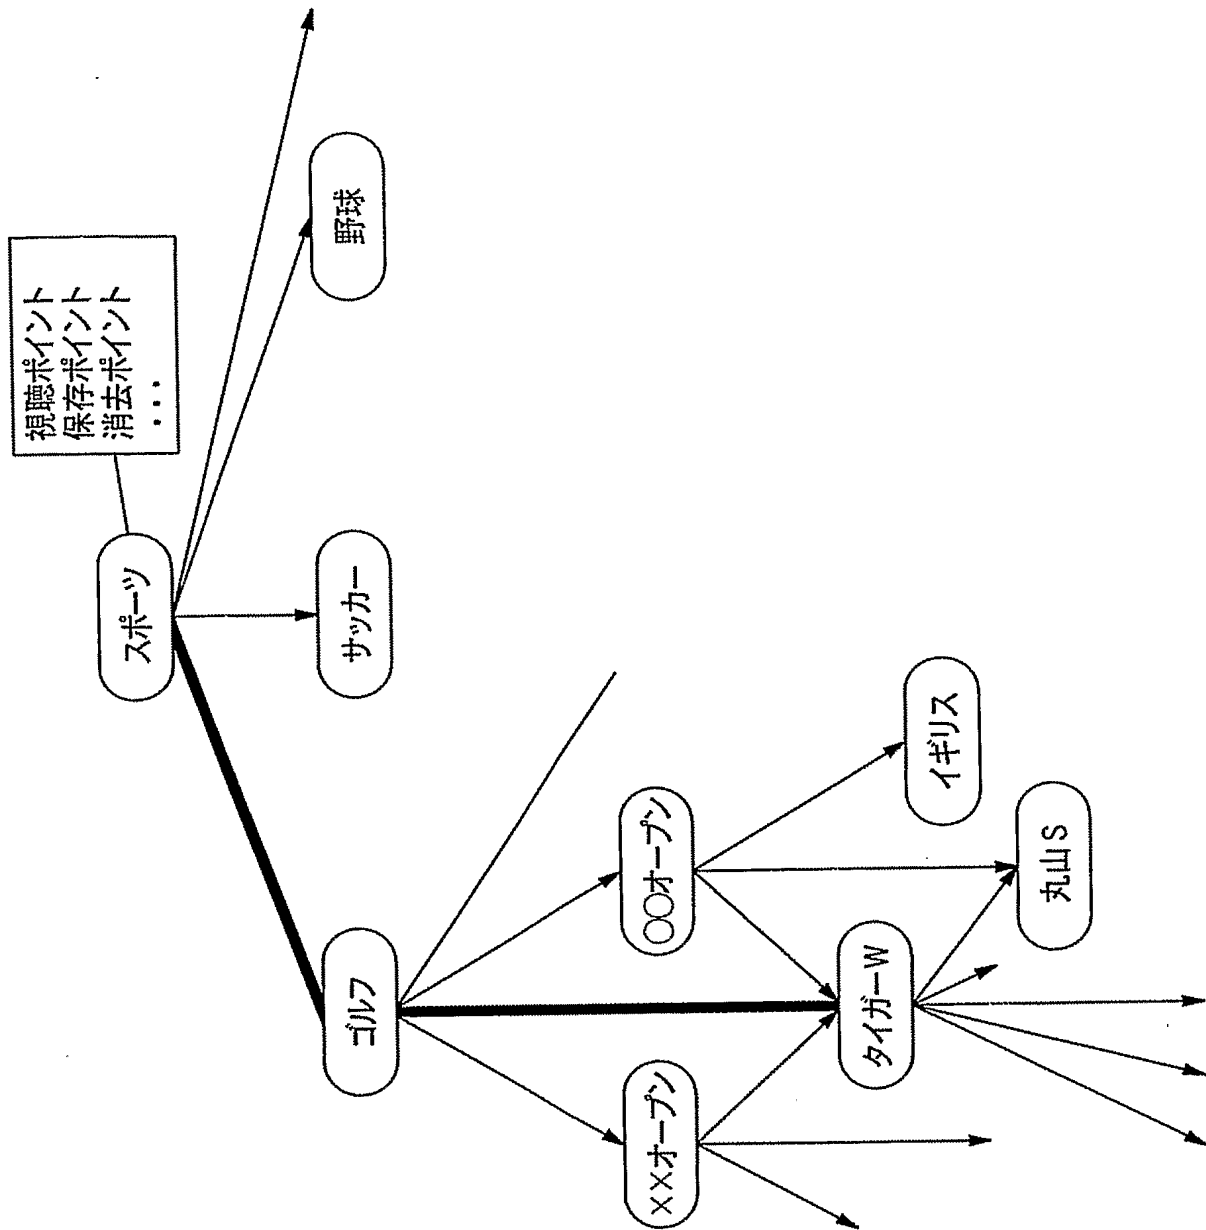 視聴ポイント
保存ポイント
消去ポイント
・・・
スポーツ
ゴルフ
サッカー
野球
××オープン
○○オープン
タイガーW
丸山S
イギリス